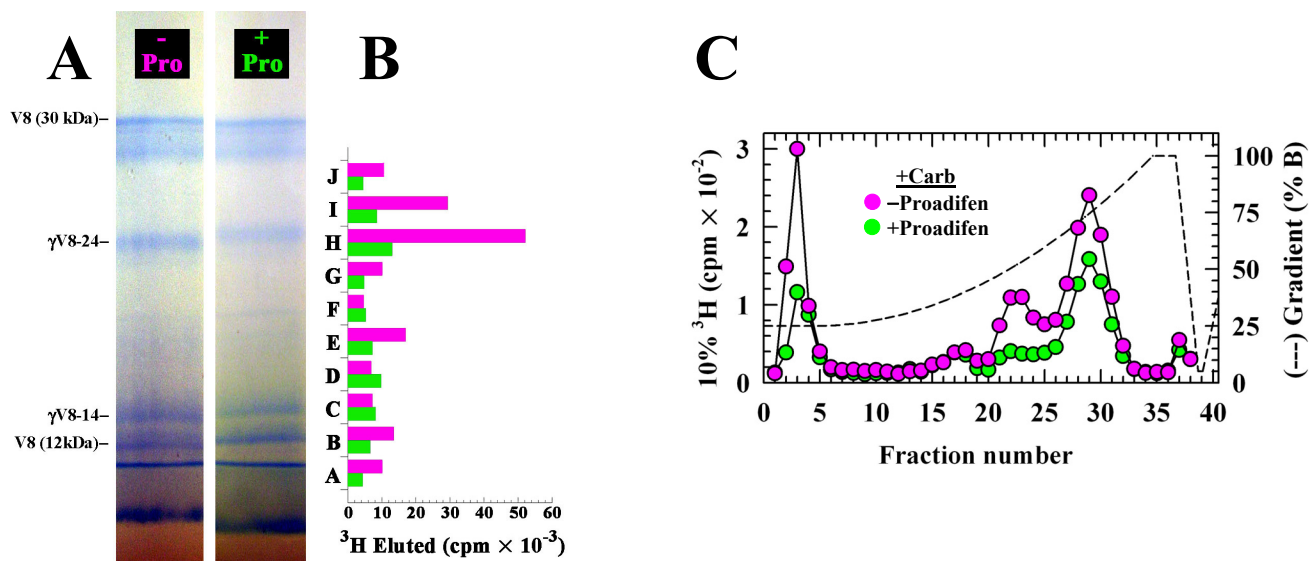 A
-
Pro
+
Pro
V8 (30 kDa)–
γV8-24–
γV8-14–
V8 (12kDa)–
B
J
I
H
G
F
E
D
C
B
A
0 10 20 30 40 50 60
³H Eluted (cpm × 10⁻³)
C
10% ³H (cpm × 10⁻²)
3
2
1
0
+Carb
–Proadifen
+Proadifen
100
75
50
25
0
(---) Gradient (% B)
0 5 10 15 20 25 30 35 40
Fraction number